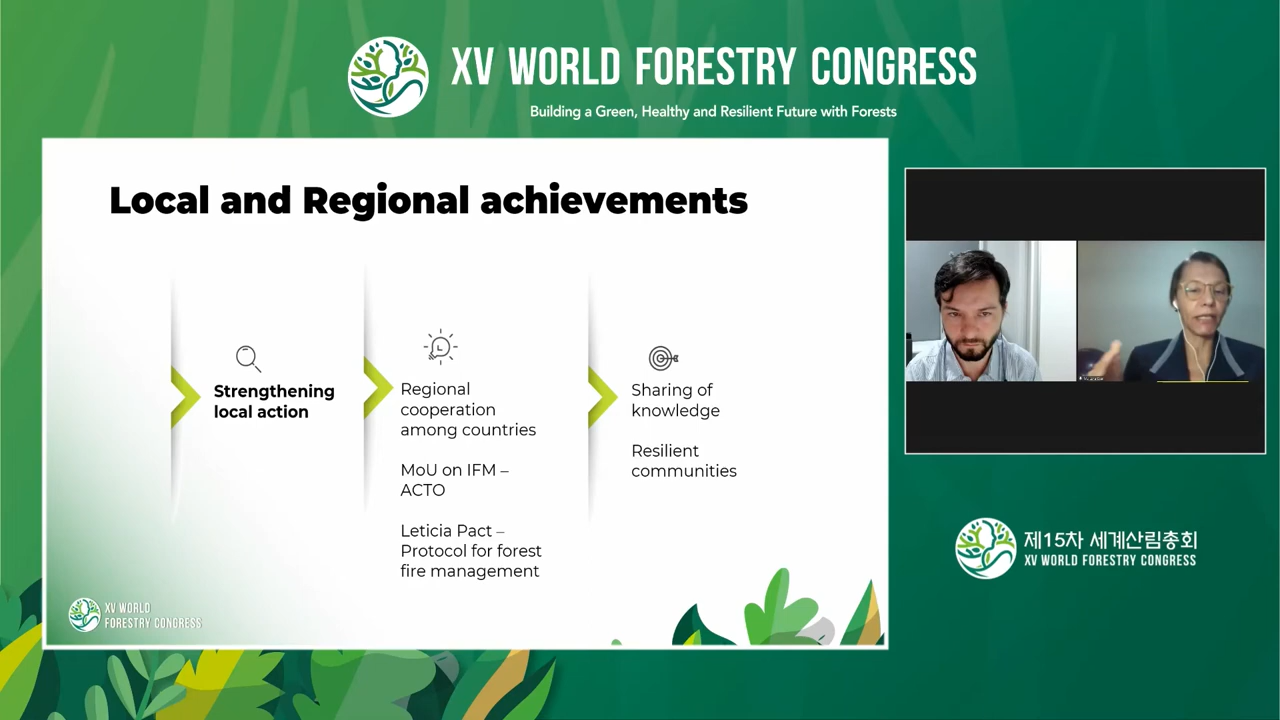 XV WORLD FORESTRY CONGRESS
Building a Green, Healthy and Resilient Future with Forests
Local and Regional achievements
Strengthening
local action
Regional
cooperation
among countries
MoU on IFM –
ACTO
Leticia Pact –
Protocol for forest
fire management
Sharing of
knowledge
Resilient
communities
XV WORLD
FORESTRY CONGRESS
제15차 세계산림총회
XV WORLD FORESTRY CONGRESS